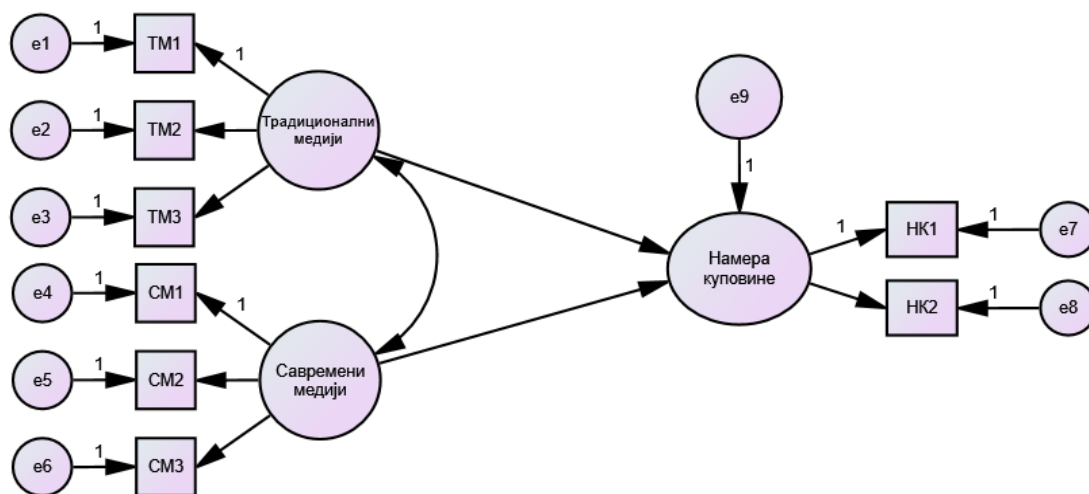 e1
1
ТМ1
1
e2
1
ТМ2
e3
1
ТМ3
Традиционални
медији
e4
1
СМ1
1
e5
1
СМ2
e6
1
СМ3
Савремени
медији
e9
1
Намера
куповине
1
НК1
1
e7
НК2
1
e8